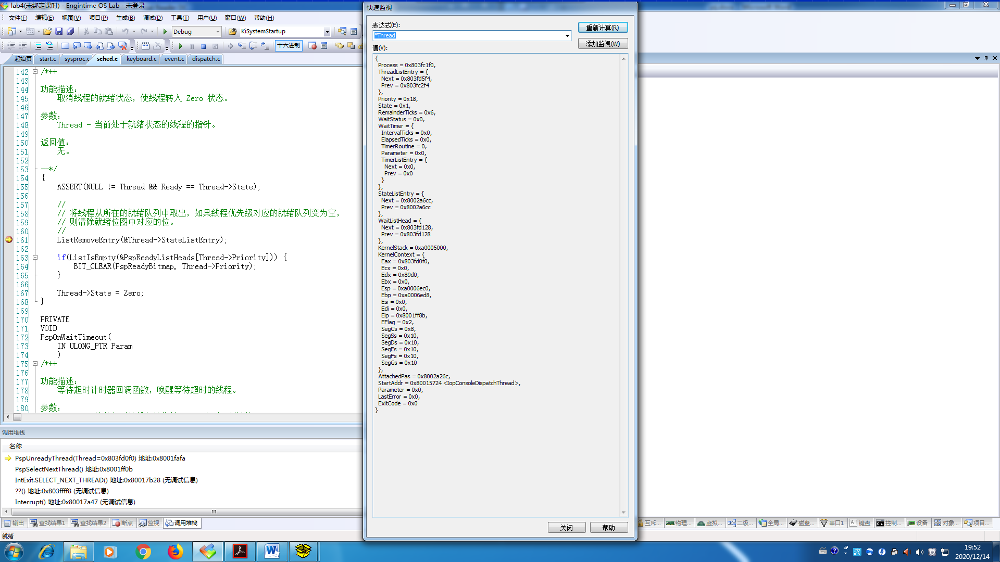 lab4(未绑定课时) - Engintime OS Lab - 未登录
文件(F) 编辑(E) 视图(V) 项目(P) 生成(B) 调试(D) 工具(T) 用户(U) 窗口(W) 帮助(H)
Debug KiSystemStartup
十六进制
起始页 start.c sysproc.c sched.c keyboard.c event.c dispatch.c
142 /*++
143
144 功能描述：
145 取消线程的就绪状态，使线程转入 Zero 状态。
146
147 参数：
148 Thread - 当前处于就绪状态的线程的指针。
149
150 返回值：
151 无。
152
153 --*/
154 {
155 ASSERT(NULL != Thread && Ready == Thread->State);
156
157 //
158 // 将线程从所在的就绪队列中取出，如果线程优先级对应的就绪队列变为空，
159 // 则清除就绪位图中对应的位。
160 //
161 ListRemoveEntry(&Thread->StateListEntry);
162
163 if(ListIsEmpty(&PspReadyListHeads[Thread->Priority])) {
164 BIT_CLEAR(PspReadyBitmap, Thread->Priority);
165 }
166
167 Thread->State = Zero;
168 }
169
170 PRIVATE
171 VOID
172 PspOnWaitTimeout(
173 IN ULONG_PTR Param
174 )
175 /*++
176
177 功能描述：
178 等待超时计时器回调函数，唤醒等待超时的线程。
179
180 参数：
调用堆栈
名称
PspUnreadyThread(Thread=0x803fd0f0) 地址:0x8001fafa
PspSelectNextThread() 地址:0x8001ff0b
IntExit.SELECT_NEXT_THREAD() 地址:0x80017b28 (无调试信息)
??() 地址:0x803ffff8 (无调试信息)
Interrupt() 地址:0x80017a47 (无调试信息)
输出 查找结果1 查找结果2 断点 监视 调用堆栈
就绪
快速监视
表达式(E):
*Thread
重新计算(R)
添加监视(W)
值(V):
{
Process = 0x803fc1f0,
ThreadListEntry = {
Next = 0x803fd5f4,
Prev = 0x803fc2f4
},
Priority = 0x18,
State = 0x1,
RemainderTicks = 0x6,
WaitStatus = 0x0,
WaitTimer = {
IntervalTicks = 0x0,
ElapsedTicks = 0x0,
TimerRoutine = 0,
Parameter = 0x0,
TimerListEntry = {
Next = 0x0,
Prev = 0x0
}
},
StateListEntry = {
Next = 0x8002a6cc,
Prev = 0x8002a6cc
},
WaitListHead = {
Next = 0x803fd128,
Prev = 0x803fd128
},
KernelStack = 0xa0005000,
KernelContext = {
Eax = 0x803fd0f0,
Ecx = 0x0,
Edx = 0x89d0,
Ebx = 0x0,
Esp = 0xa0006ec0,
Ebp = 0xa0006ed8,
Esi = 0x0,
Edi = 0x0,
Eip = 0x8001ff8b,
EFlag = 0x2,
SegCs = 0x8,
SegSs = 0x10,
SegDs = 0x10,
SegEs = 0x10,
SegFs = 0x10,
SegGs = 0x10
},
AttachedPas = 0x8002a26c,
StartAddr = 0x80015724 <IopConsoleDispatchThread>,
Parameter = 0x0,
LastError = 0x0,
ExitCode = 0x0
}
关闭 帮助
互斥... 物理... 虚拟... 二级... 全局... 磁盘... 串口1 键盘 控制... 设备 对象... 项目...
19:52
2020/12/14